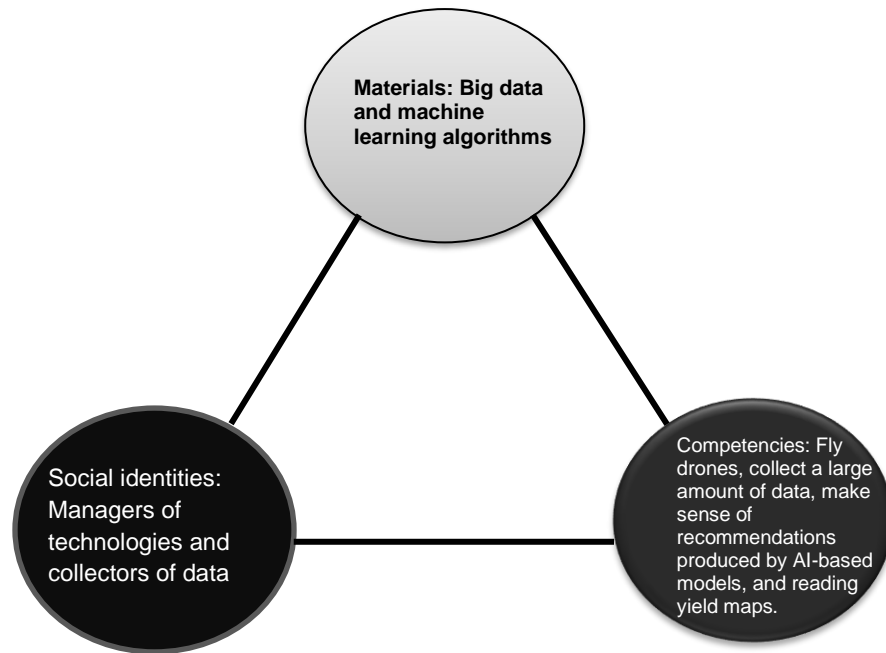 Materials: Big data
and machine
learning algorithms
Social identities:
Managers of
technologies and
collectors of data
Competencies: Fly
drones, collect a large
amount of data, make
sense of
recommendations
produced by AI-based
models, and reading
yield maps.